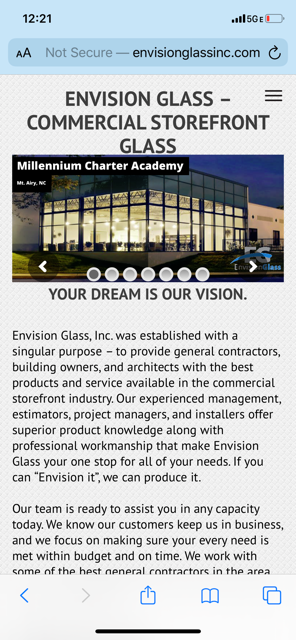 12:21
5G E
AA Not Secure — envisionglassinc.com
ENVISION GLASS –
COMMERCIAL STOREFRONT
GLASS
Millennium Charter Academy
Mt. Airy, NC
EnvisionGlass
YOUR DREAM IS OUR VISION.
Envision Glass, Inc. was established with a
singular purpose – to provide general contractors,
building owners, and architects with the best
products and service available in the commercial
storefront industry. Our experienced management,
estimators, project managers, and installers offer
superior product knowledge along with
professional workmanship that make Envision
Glass your one stop for all of your needs. If you
can “Envision it”, we can produce it.
Our team is ready to assist you in any capacity
today. We know our customers keep us in business,
and we focus on making sure your every need is
met within budget and on time. We work with
some of the best general contractors in the area